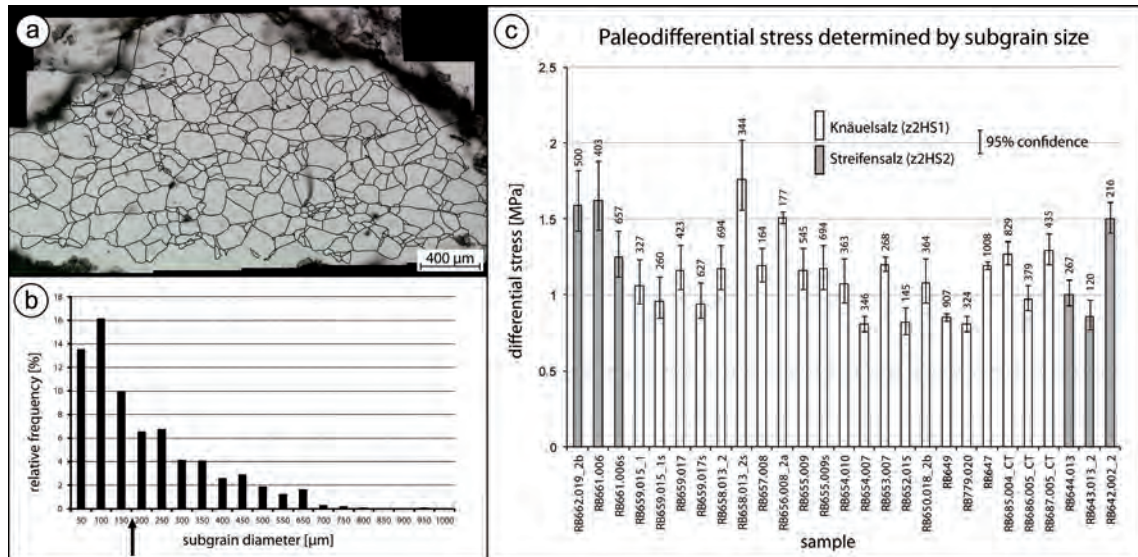 a
400 µm
b
relative frequency [%]
18
16
14
12
10
8
6
4
2
0
50 100 150 200 250 300 350 400 450 500 550 600 650 700 750 800 850 900 950 1000
subgrain diameter [µm]
c
Paleodifferential stress determined by subgrain size
differential stress [MPa]
2.5
2
1.5
1
0.5
0
Knäuelsalz (z2HS1)
Streifensalz (z2HS2)
95% confidence
500
403
657
327
260
423
627
694
344
164
177
545
694
363
346
268
145
364
907
324
1008
829
379
435
267
120
216
RB662.019_2b
RB661.006
RB661.006s
RB659.015_1
RB659.015_1s
RB659.017
RB659.017s
RB658.013_2
RB658.013_2s
RB657.008
RB656.008_2a
RB655.009
RB655.009s
RB654.010
RB654.007
RB653.007
RB652.015
RB650.018_2b
RB649
RB779.020
RB647
RB685.004_CT
RB686.005_CT
RB687.005_CT
RB644.013
RB643.013_2
RB642.002_2
sample